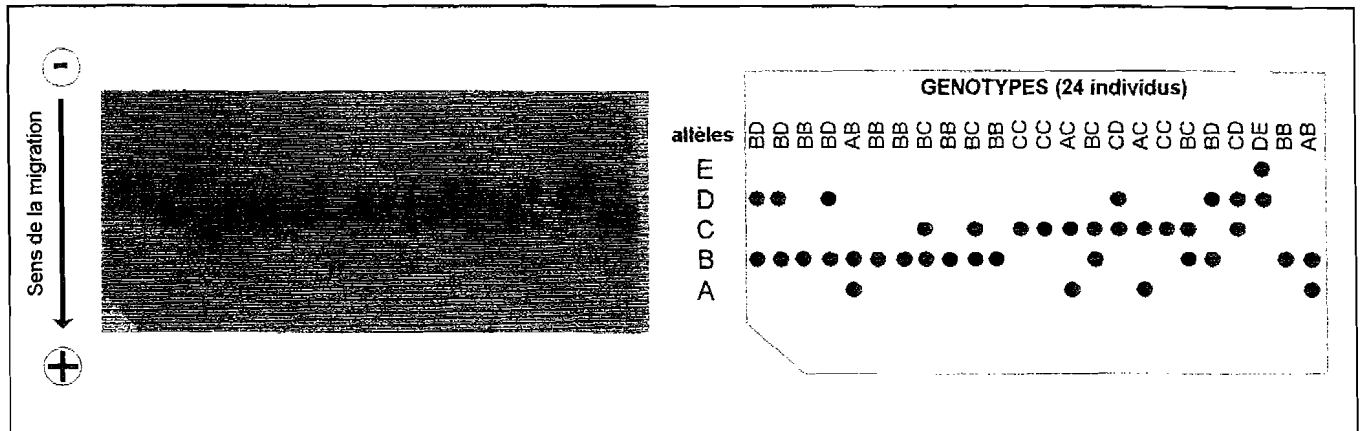 -
Sens de la migration
+
GENOTYPES (24 individus)
allèles
BD BD BB BD AB BB BB BC BB BC BB CC CC AC BC CD AC CC BC BD CD DE BB AB
E
D
C
B
A